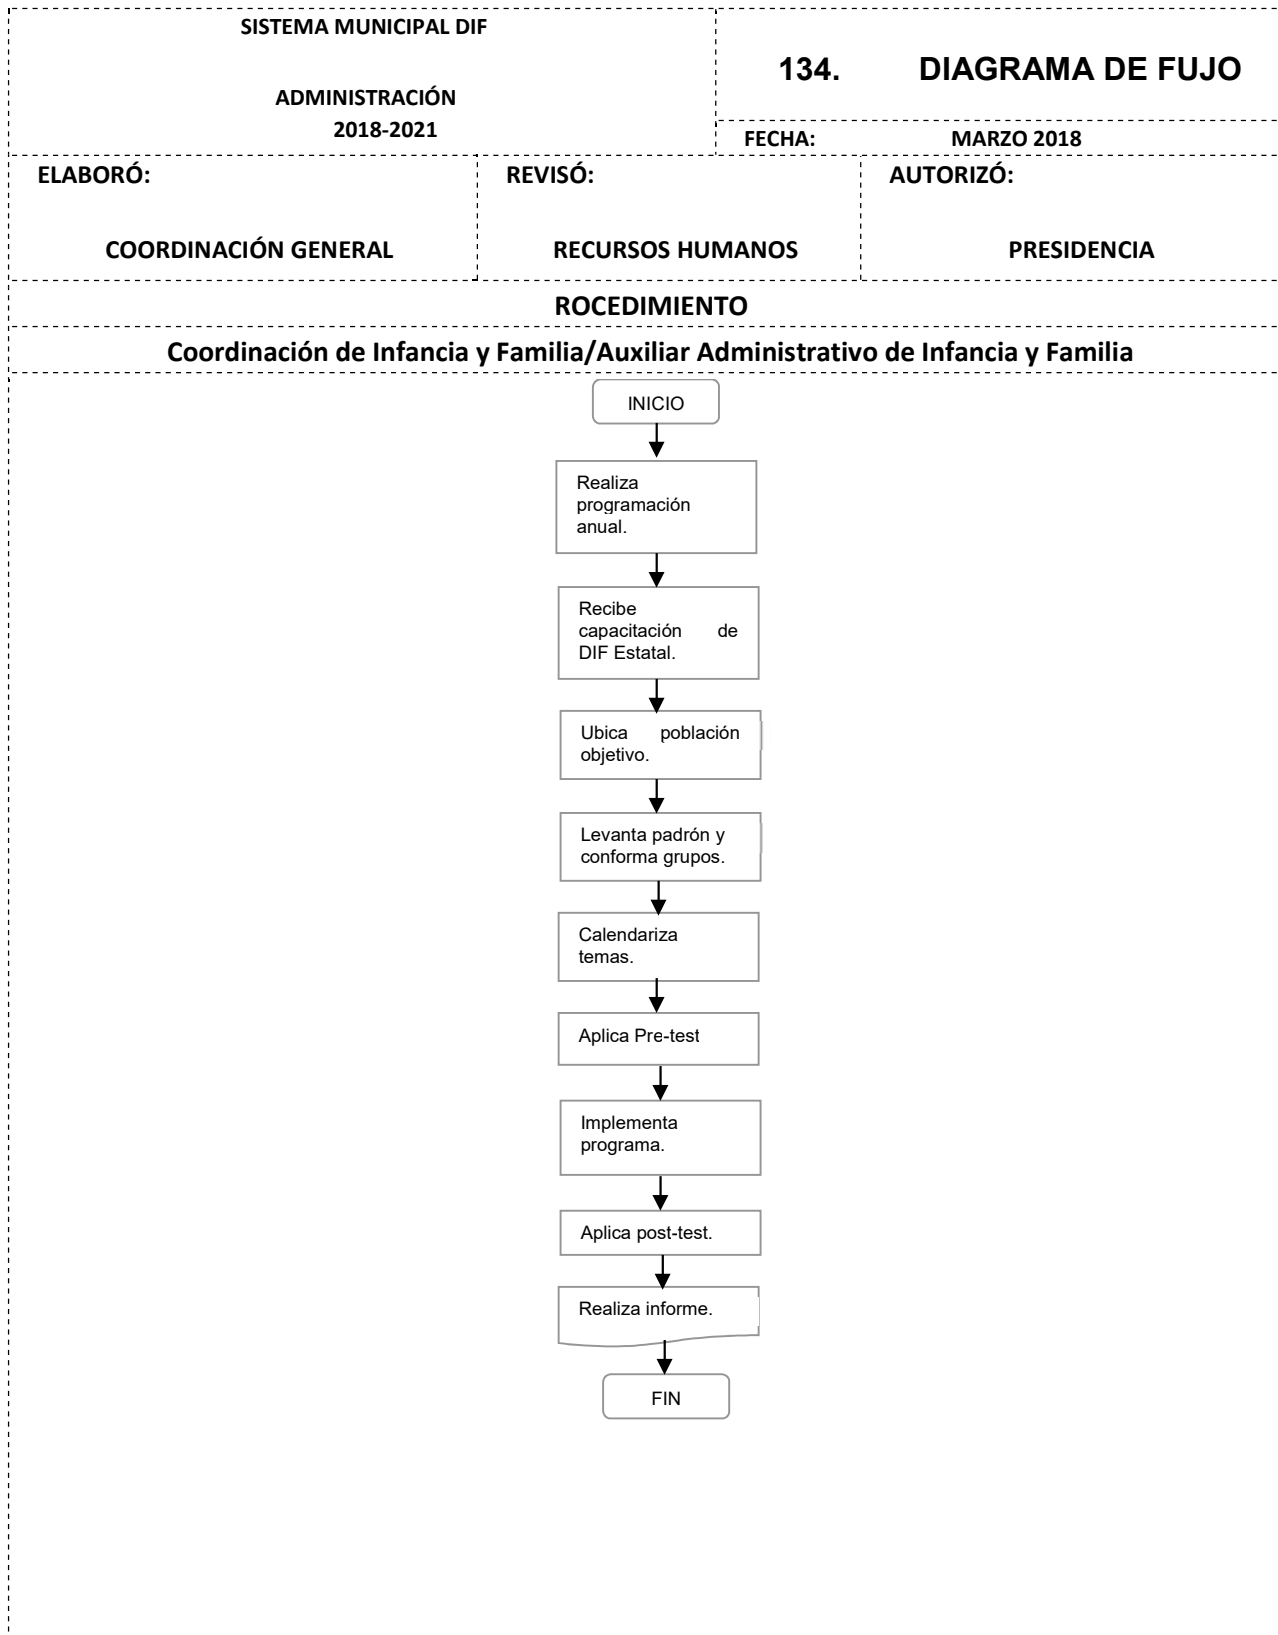 SISTEMA MUNICIPAL DIF
ADMINISTRACIÓN
2018-2021
134. DIAGRAMA DE FUJO
FECHA: MARZO 2018
ELABORÓ:
COORDINACIÓN GENERAL
REVISÓ:
RECURSOS HUMANOS
AUTORIZÓ:
PRESIDENCIA
ROCEDIMIENTO
Coordinación de Infancia y Familia/Auxiliar Administrativo de Infancia y Familia
INICIO
Realiza
programación
anual.
Recibe
capacitación de
DIF Estatal.
Ubica población
objetivo.
Levanta padrón y
conforma grupos.
Calendariza
temas.
Aplica Pre-test
Implementa
programa.
Aplica post-test.
Realiza informe.
FIN